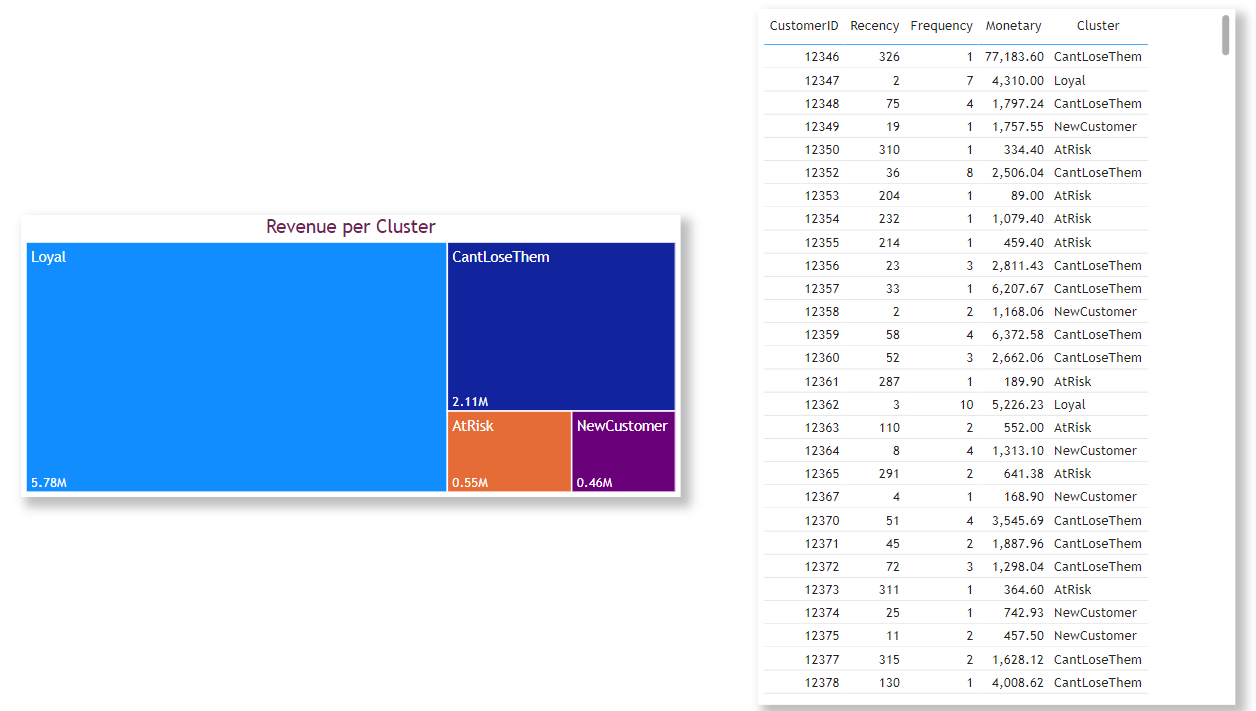 Revenue per Cluster
Loyal
5.78M
CantLoseThem
2.11M
AtRisk
0.55M
NewCustomer
0.46M
CustomerID Recency Frequency Monetary Cluster
12346 326 1 77,183.60 CantLoseThem
12347 2 7 4,310.00 Loyal
12348 75 4 1,797.24 CantLoseThem
12349 19 1 1,757.55 NewCustomer
12350 310 1 334.40 AtRisk
12352 36 8 2,506.04 CantLoseThem
12353 204 1 89.00 AtRisk
12354 232 1 1,079.40 AtRisk
12355 214 1 459.40 AtRisk
12356 23 3 2,811.43 CantLoseThem
12357 33 1 6,207.67 CantLoseThem
12358 2 2 1,168.06 NewCustomer
12359 58 4 6,372.58 CantLoseThem
12360 52 3 2,662.06 CantLoseThem
12361 287 1 189.90 AtRisk
12362 3 10 5,226.23 Loyal
12363 110 2 552.00 AtRisk
12364 8 4 1,313.10 NewCustomer
12365 291 2 641.38 AtRisk
12367 4 1 168.90 NewCustomer
12370 51 4 3,545.69 CantLoseThem
12371 45 2 1,887.96 CantLoseThem
12372 72 3 1,298.04 CantLoseThem
12373 311 1 364.60 AtRisk
12374 25 1 742.93 NewCustomer
12375 11 2 457.50 NewCustomer
12377 315 2 1,628.12 CantLoseThem
12378 130 1 4,008.62 CantLoseThem